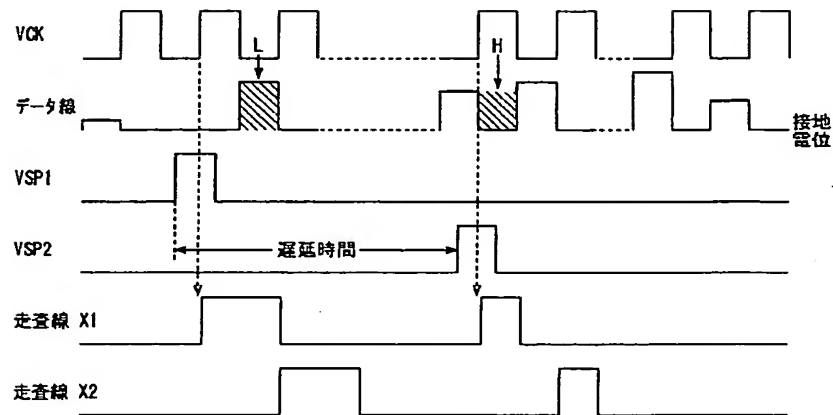 VCK
L
H
データ線
接地
電位
VSP1
VSP2
遅延時間
走査線 X1
走査線 X2